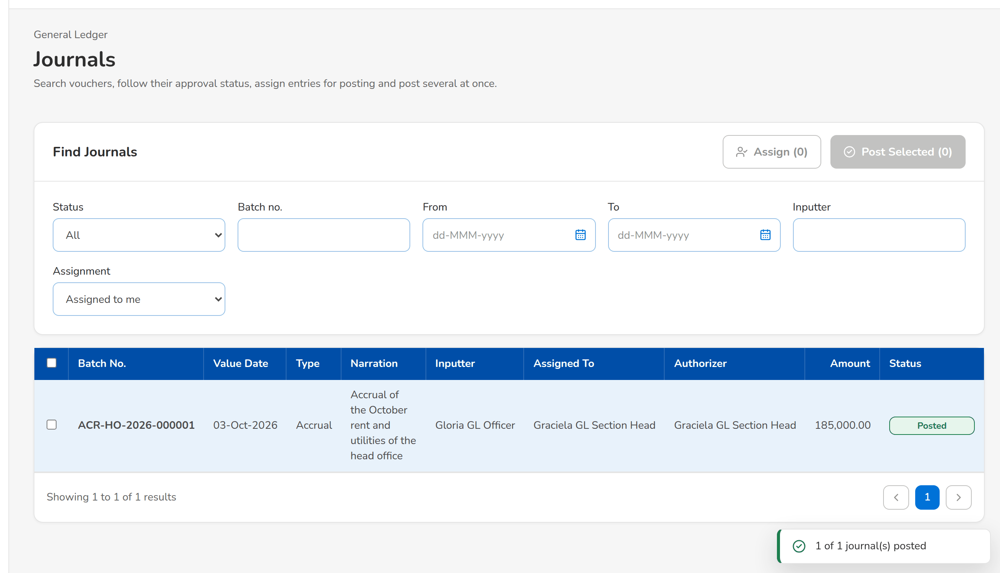 General Ledger
Journals
Search vouchers, follow their approval status, assign entries for posting and post several at once.
Find Journals
Assign (0)
Post Selected (0)
Status
Batch no.
From
To
Inputter
All
dd-MMM-yyyy
dd-MMM-yyyy
Assignment
Assigned to me
Batch No.
Value Date
Type
Narration
Inputter
Assigned To
Authorizer
Amount
Status
ACR-HO-2026-000001
03-Oct-2026
Accrual
Accrual of
the October
rent and
utilities of the
head office
Gloria GL Officer
Graciela GL Section Head
Graciela GL Section Head
185,000.00
Posted
Showing 1 to 1 of 1 results
1
1 of 1 journal(s) posted